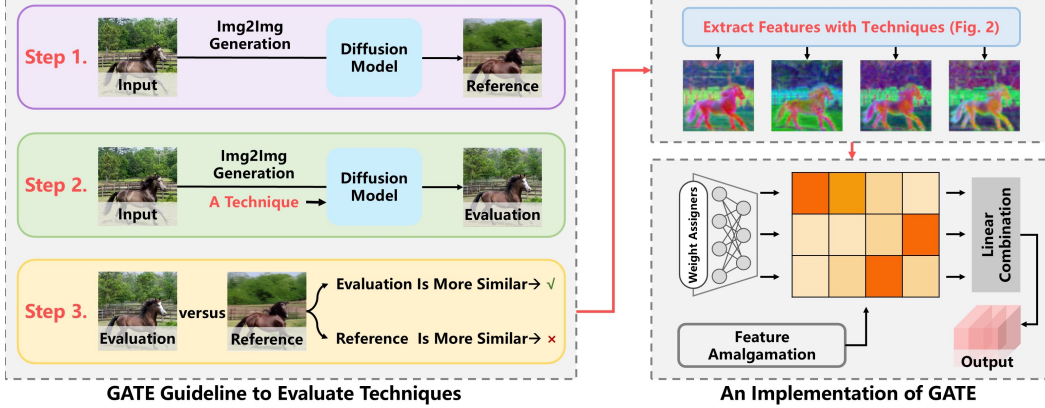 Step 1.
Img2Img
Generation
Input
Diffusion
Model
Reference
Step 2.
Img2Img
Generation
A Technique
Input
Diffusion
Model
Evaluation
Step 3.
Evaluation
versus
Reference
Evaluation Is More Similar→ √
Reference Is More Similar→ ×
GATE Guideline to Evaluate Techniques
Extract Features with Techniques (Fig. 2)
Weight Assigners
Linear
Combination
Feature
Amalgamation
Output
An Implementation of GATE